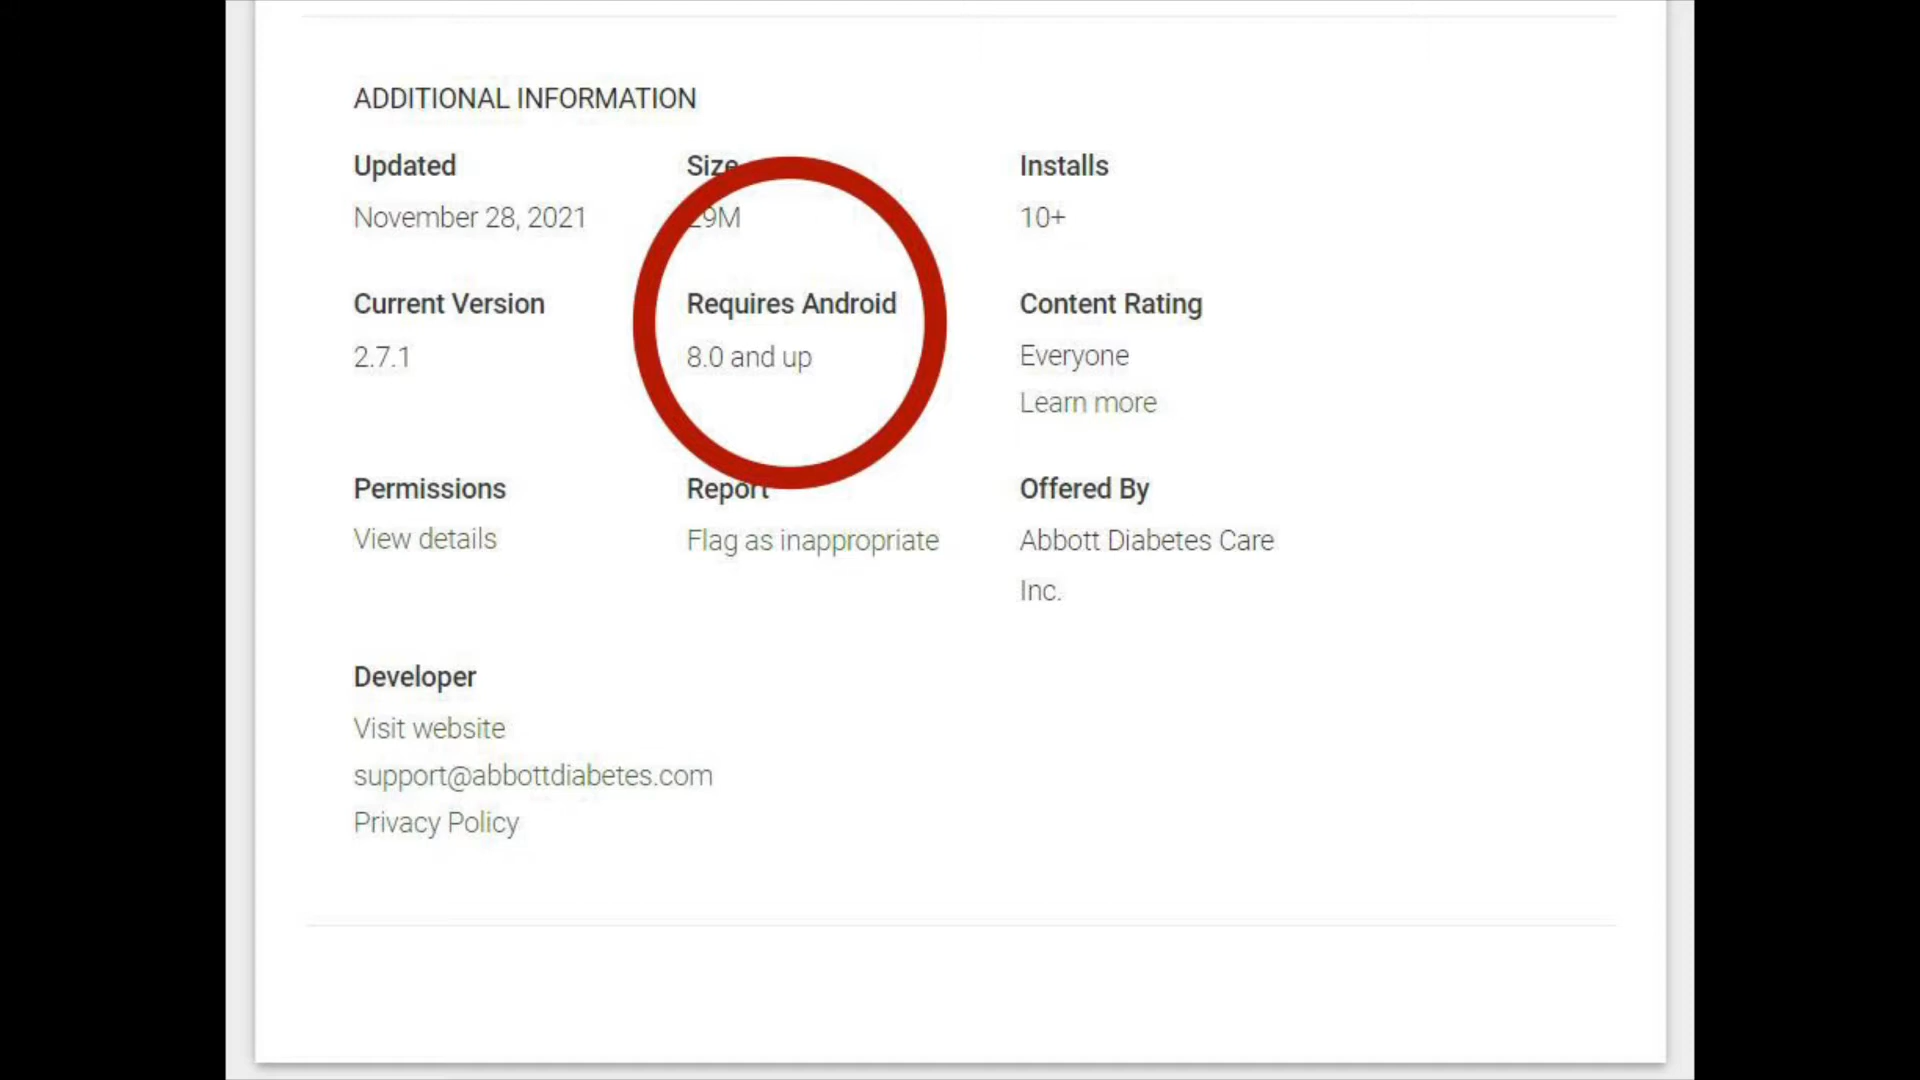 ADDITIONAL INFORMATION
Updated
November 28, 2021
Size
29M
Installs
10+
Current Version
2.7.1
Requires Android
8.0 and up
Content Rating
Everyone
Learn more
Permissions
View details
Report
Flag as inappropriate
Offered By
Abbott Diabetes Care
Inc.
Developer
Visit website
support@abbottdiabetes.com
Privacy Policy